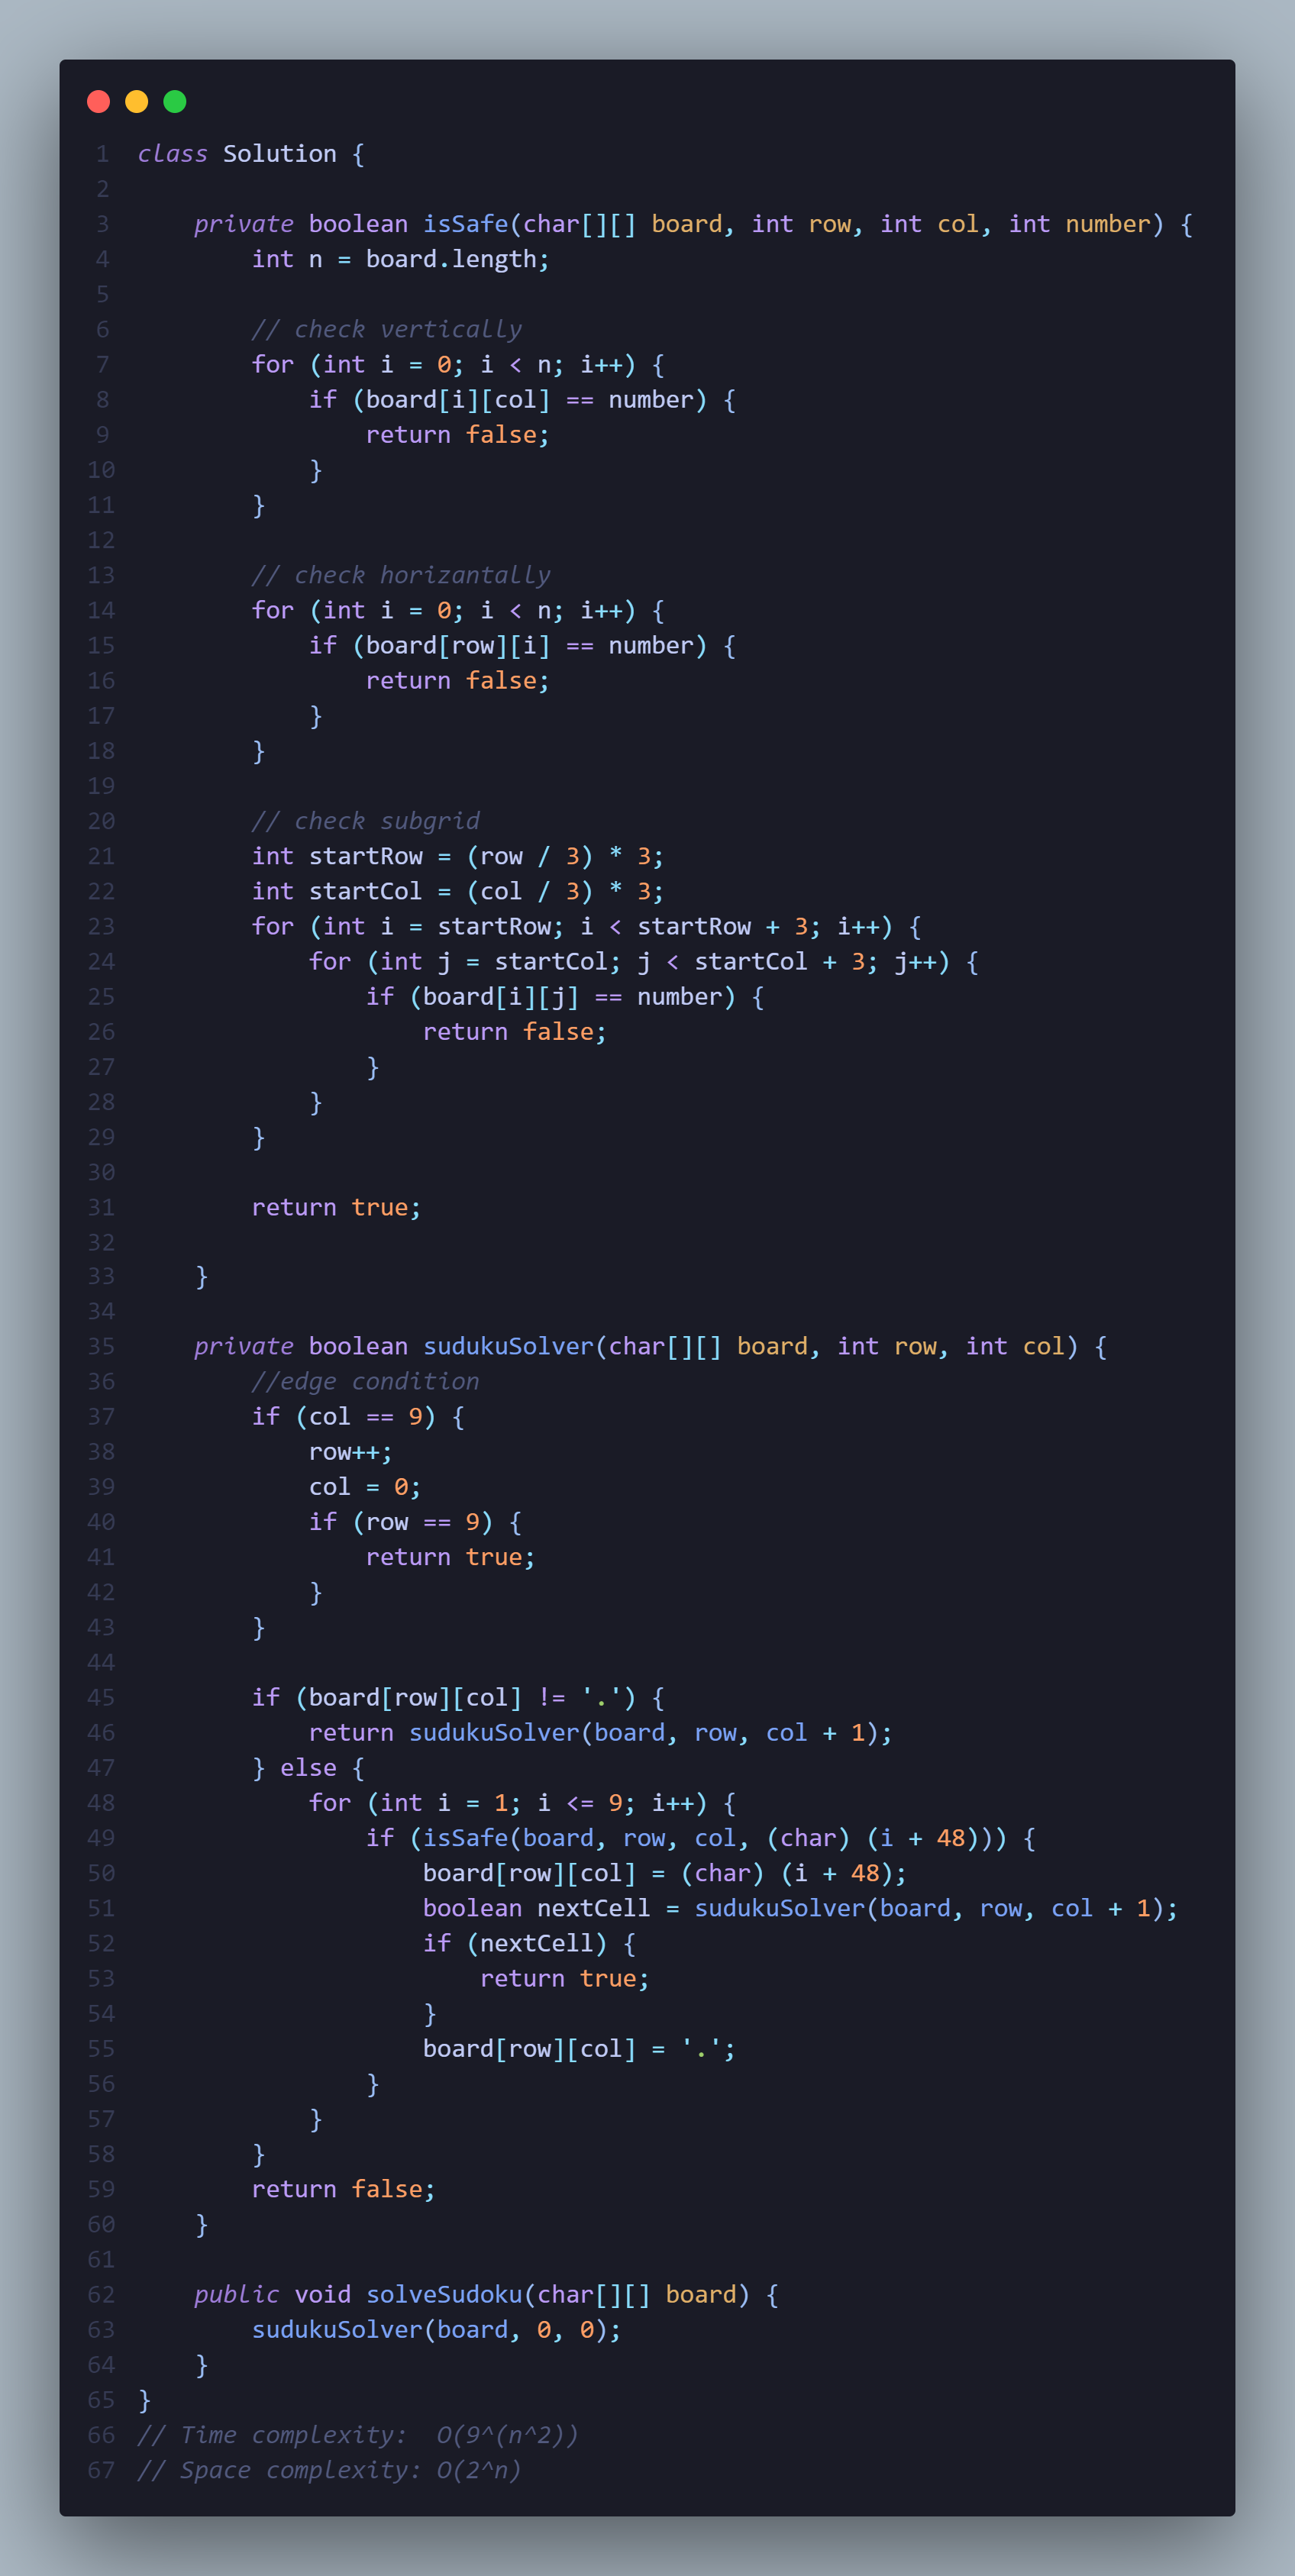 1 class Solution {
2
3     private boolean isSafe(char[][] board, int row, int col, int number) {
4         int n = board.length;
5
6         // check vertically
7         for (int i = 0; i < n; i++) {
8             if (board[i][col] == number) {
9                 return false;
10             }
11         }
12
13         // check horizantally
14         for (int i = 0; i < n; i++) {
15             if (board[row][i] == number) {
16                 return false;
17             }
18         }
19
20         // check subgrid
21         int startRow = (row / 3) * 3;
22         int startCol = (col / 3) * 3;
23         for (int i = startRow; i < startRow + 3; i++) {
24             for (int j = startCol; j < startCol + 3; j++) {
25                 if (board[i][j] == number) {
26                     return false;
27                 }
28             }
29         }
30
31         return true;
32
33     }
34
35     private boolean sudukuSolver(char[][] board, int row, int col) {
36         //edge condition
37         if (col == 9) {
38             row++;
39             col = 0;
40             if (row == 9) {
41                 return true;
42             }
43         }
44
45         if (board[row][col] != '.') {
46             return sudukuSolver(board, row, col + 1);
47         } else {
48             for (int i = 1; i <= 9; i++) {
49                 if (isSafe(board, row, col, (char) (i + 48))) {
50                     board[row][col] = (char) (i + 48);
51                     boolean nextCell = sudukuSolver(board, row, col + 1);
52                     if (nextCell) {
53                         return true;
54                     }
55                     board[row][col] = '.';
56                 }
57             }
58         }
59         return false;
60     }
61
62     public void solveSudoku(char[][] board) {
63         sudukuSolver(board, 0, 0);
64     }
65 }
66 // Time complexity:  O(9^(n^2))
67 // Space complexity: O(2^n)